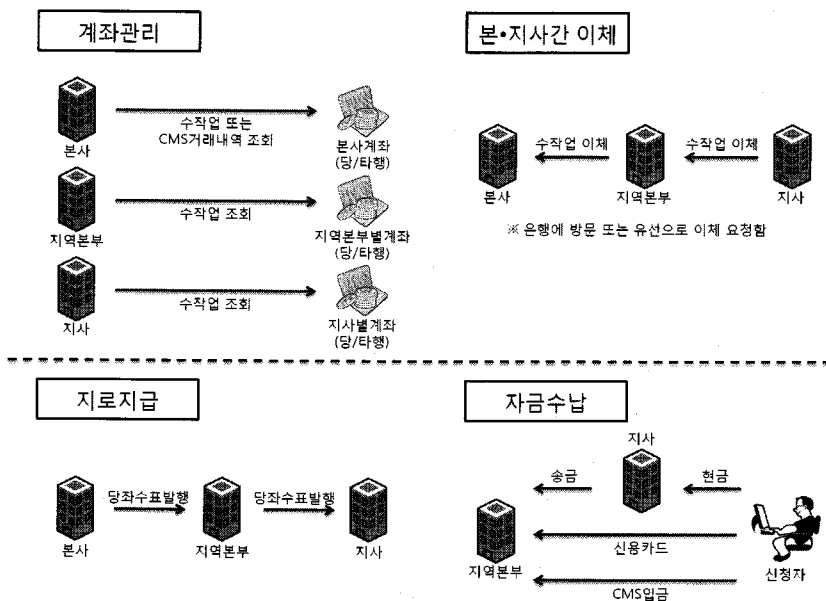 계좌관리
수작업 또는
CMS거래내역 조회
본사
본사계좌
(당/타행)
수작업 조회
지역본부
지역본부별계좌
(당/타행)
수작업 조회
지사
지사별계좌
(당/타행)
본•지사간 이체
수작업 이체
수작업 이체
본사
지역본부
지사
※ 은행에 방문 또는 유선으로 이체 요청함
지로지급
당좌수표발행
당좌수표발행
본사
지역본부
지사
자금수납
지사
송금
현금
신용카드
지역본부
신청자
CMS입금